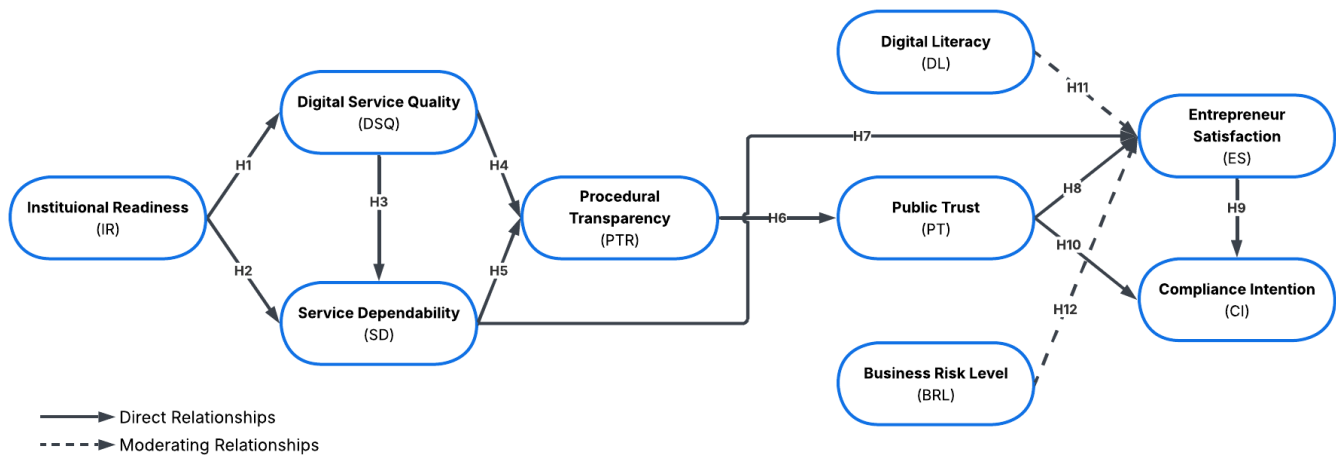 Digital Literacy
(DL)
H11
Digital Service Quality
(DSQ)
Entrepreneur
Satisfaction
(ES)
H7
H1
H4
H3
Instituional Readiness
(IR)
Procedural
Transparency
(PTR)
H6
Public Trust
(PT)
H8
H9
H10
H2
H5
Service Dependability
(SD)
Compliance Intention
(CI)
H12
Business Risk Level
(BRL)
Direct Relationships
Moderating Relationships